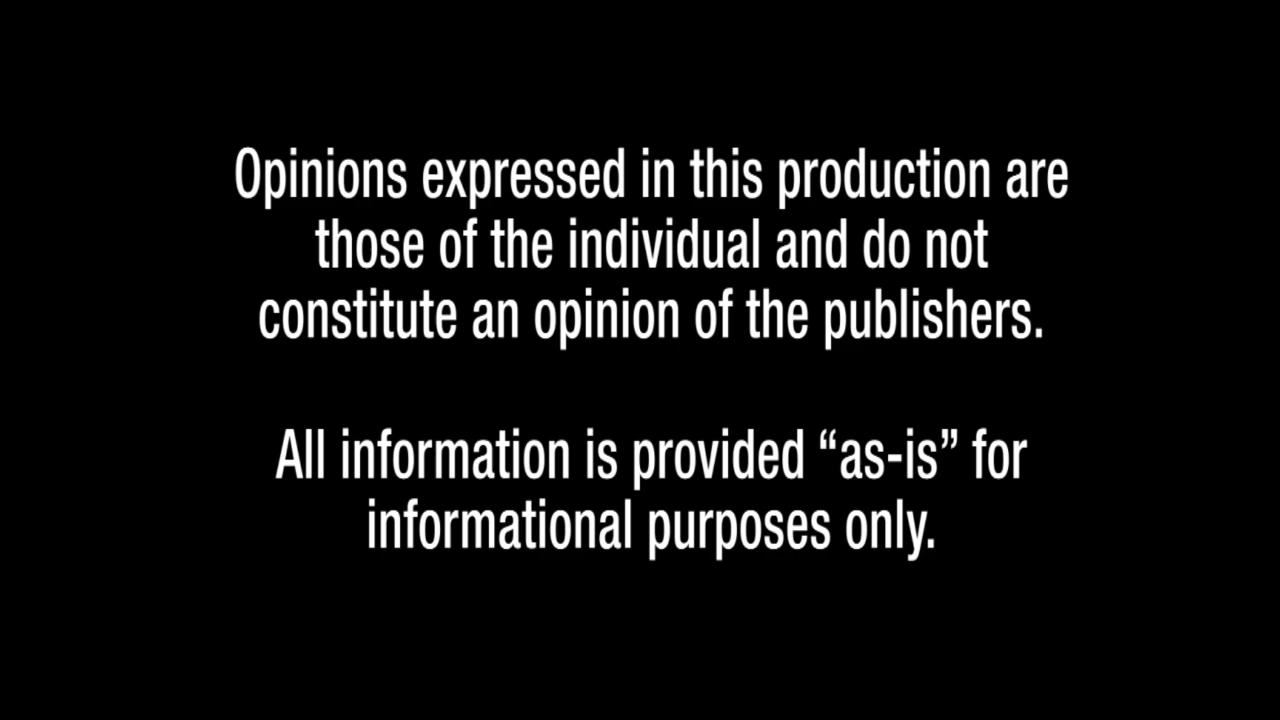 Opinions expressed in this production are
those of the individual and do not
constitute an opinion of the publishers.
All information is provided “as-is” for
informational purposes only.